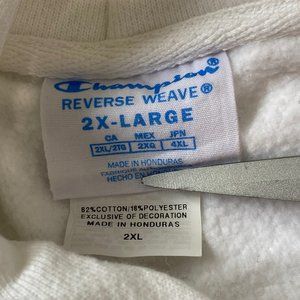 Champion®
REVERSE WEAVE®
2X-LARGE
CA MEX JPN
2XL/2TG 2XG 4XL
MADE IN HONDURAS
HECHO EN HONDURAS
82%COTTON/18%POLYESTER
EXCLUSIVE OF DECORATION
MADE IN HONDURAS
2XL